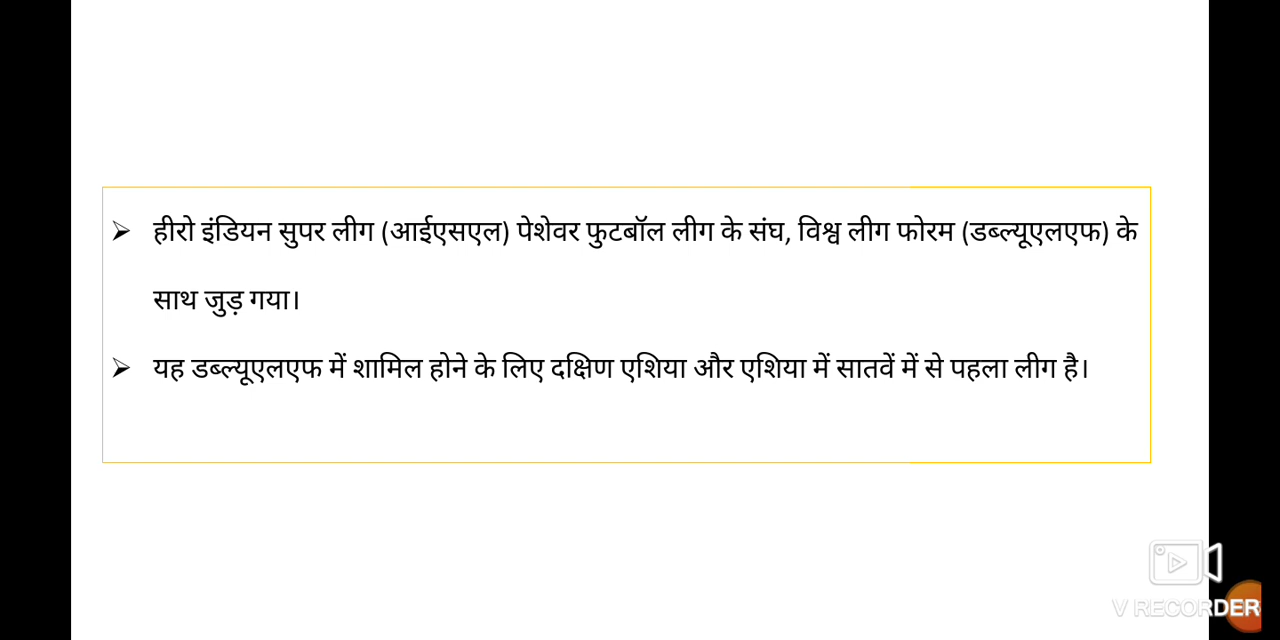 ➢ हीरो इंडियन सुपर लीग (आईएसएल) पेशेवर फुटबॉल लीग के संघ, विश्व लीग फोरम (डब्ल्यूएलएफ) के
साथ जुड़ गया।
➢ यह डब्ल्यूएलएफ में शामिल होने के लिए दक्षिण एशिया और एशिया में सातवें में से पहला लीग है।
V RECORDER